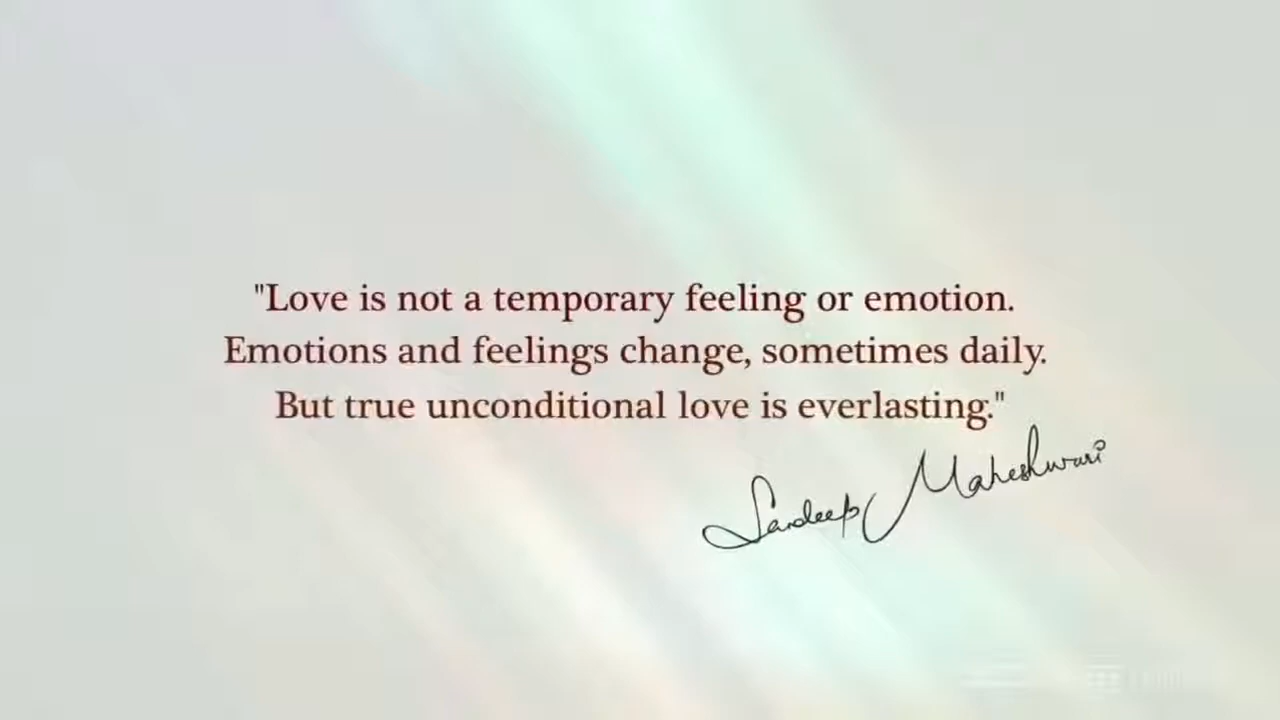 "Love is not a temporary feeling or emotion.
Emotions and feelings change, sometimes daily.
But true unconditional love is everlasting."
Sandeep Maheshwari